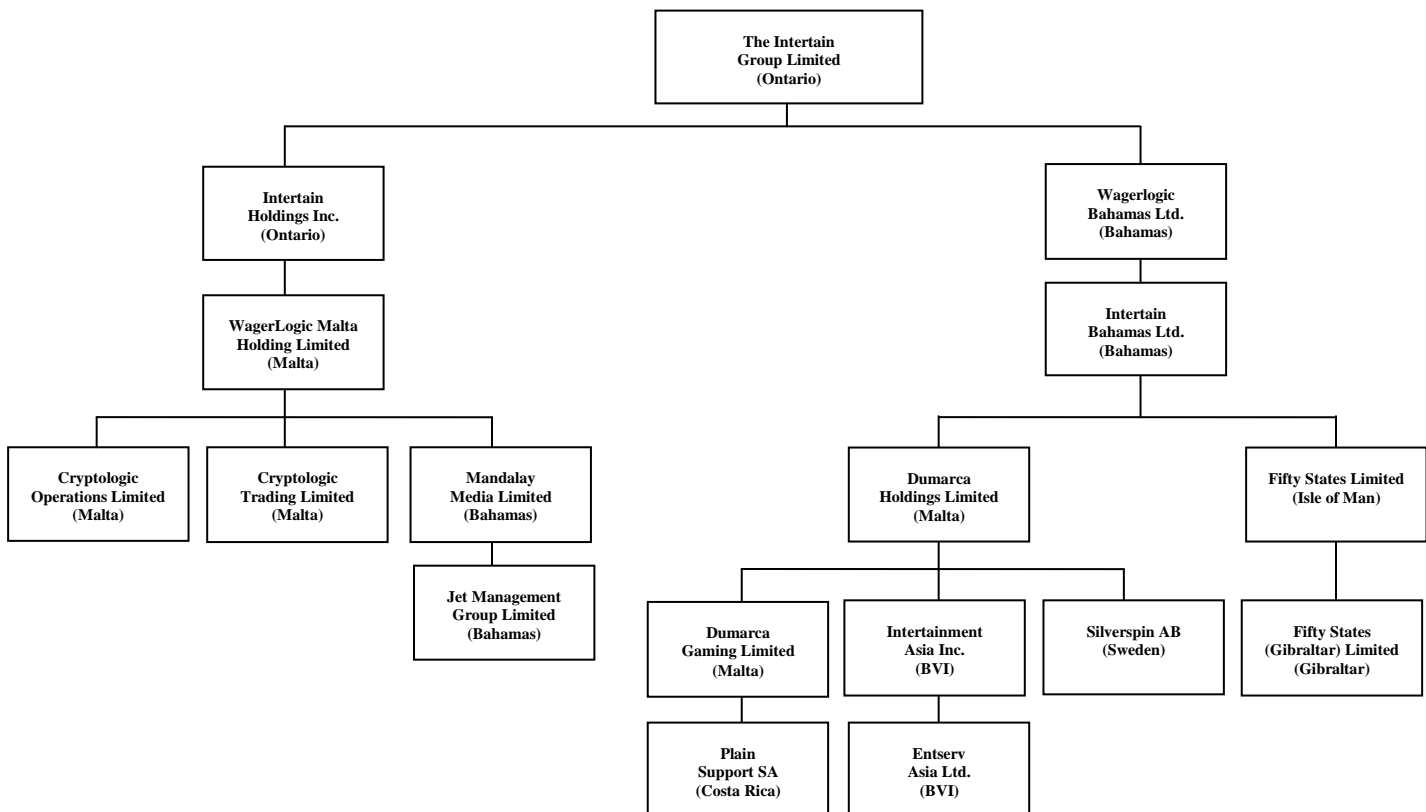 The Intertain
Group Limited
(Ontario)
Intertain
Holdings Inc.
(Ontario)
Wagerlogic
Bahamas Ltd.
(Bahamas)
WagerLogic Malta
Holding Limited
(Malta)
Intertain
Bahamas Ltd.
(Bahamas)
Cryptologic
Operations Limited
(Malta)
Cryptologic
Trading Limited
(Malta)
Mandalay
Media Limited
(Bahamas)
Dumarca
Holdings Limited
(Malta)
Fifty States Limited
(Isle of Man)
Jet Management
Group Limited
(Bahamas)
Dumarca
Gaming Limited
(Malta)
Intertainment
Asia Inc.
(BVI)
Silverspin AB
(Sweden)
Fifty States
(Gibraltar) Limited
(Gibraltar)
Plain
Support SA
(Costa Rica)
Entserv
Asia Ltd.
(BVI)